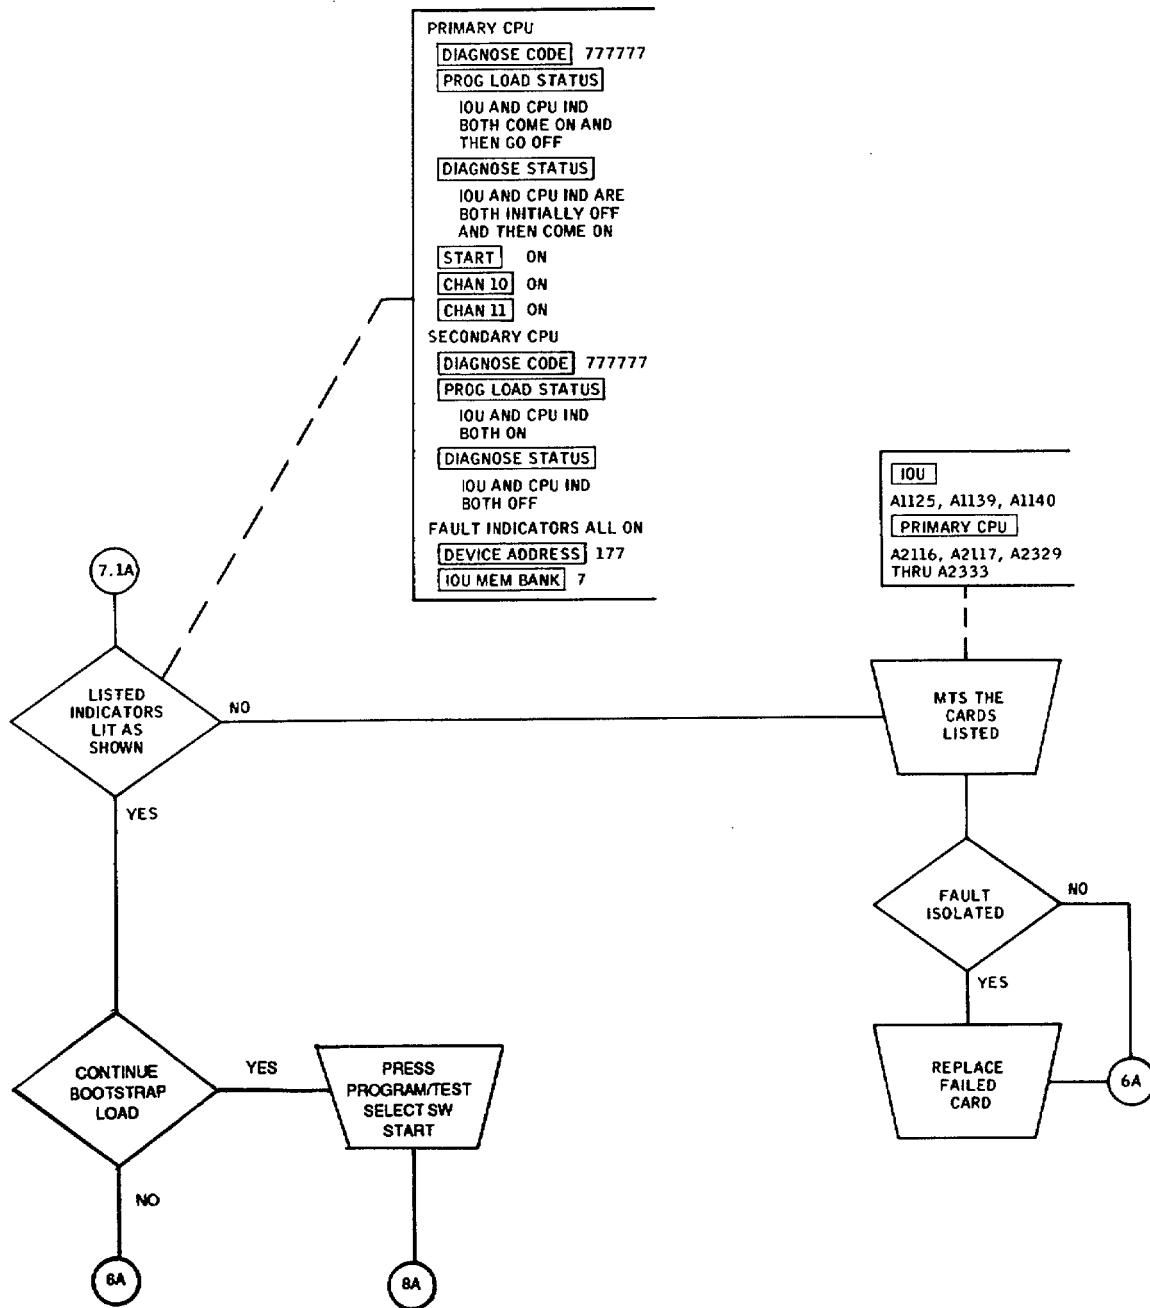 PRIMARY CPU
DIAGNOSE CODE 777777
PROG LOAD STATUS
IOU AND CPU IND
BOTH COME ON AND
THEN GO OFF
DIAGNOSE STATUS
IOU AND CPU IND ARE
BOTH INITIALLY OFF
AND THEN COME ON
START ON
CHAN 10 ON
CHAN 11 ON
SECONDARY CPU
DIAGNOSE CODE 777777
PROG LOAD STATUS
IOU AND CPU IND
BOTH ON
DIAGNOSE STATUS
IOU AND CPU IND
BOTH OFF
FAULT INDICATORS ALL ON
DEVICE ADDRESS 177
IOU MEM BANK 7
IOU
A1125, A1139, A1140
PRIMARY CPU
A2116, A2117, A2329
THRU A2333
7.1A
LISTED
INDICATORS
LIT AS
SHOWN
NO
YES
MTS THE
CARDS
LISTED
FAULT
ISOLATED
NO
YES
REPLACE
FAILED
CARD
6A
CONTINUE
BOOTSTRAP
LOAD
YES
NO
PRESS
PROGRAM/TEST
SELECT SW
START
8A